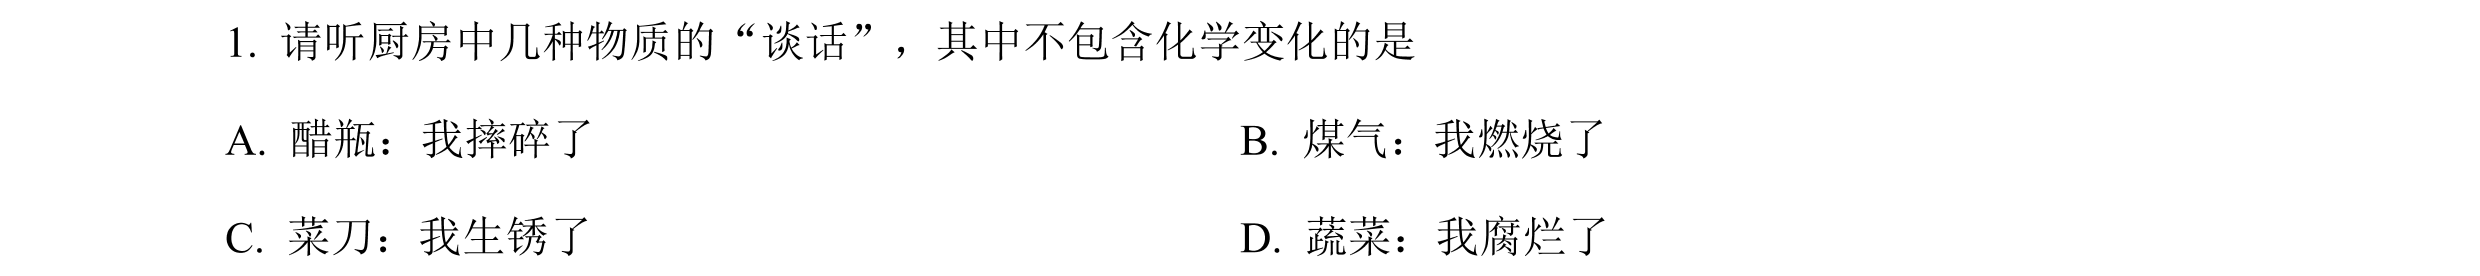 1. 请听厨房中几种物质的“谈话”，其中不包含化学变化的是
A. 醋瓶：我摔碎了 B. 煤气：我燃烧了
C. 菜刀：我生锈了 D. 蔬菜：我腐烂了